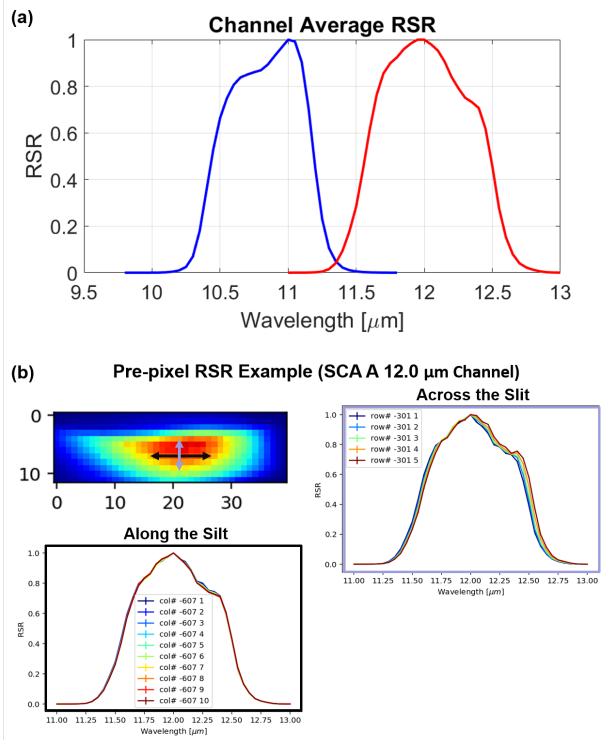 (a)
Channel Average RSR
RSR
1
0.8
0.6
0.4
0.2
0
9.5 10 10.5 11 11.5 12 12.5 13
Wavelength [μm]
(b)
Pre-pixel RSR Example (SCA A 12.0 μm Channel)
0
10
0 10 20 30
Across the Slit
RSR
1.0
0.8
0.6
0.4
0.2
0.0
row# -301 1
row# -301 2
row# -301 3
row# -301 4
row# -301 5
11.00 11.25 11.50 11.75 12.00 12.25 12.50 12.75 13.00
Wavelength [μm]
Along the Silt
RSR
1.0
0.8
0.6
0.4
0.2
0.0
col# -607 1
col# -607 2
col# -607 3
col# -607 4
col# -607 5
col# -607 6
col# -607 7
col# -607 8
col# -607 9
col# -607 10
11.00 11.25 11.50 11.75 12.00 12.25 12.50 12.75 13.00
Wavelength [μm]